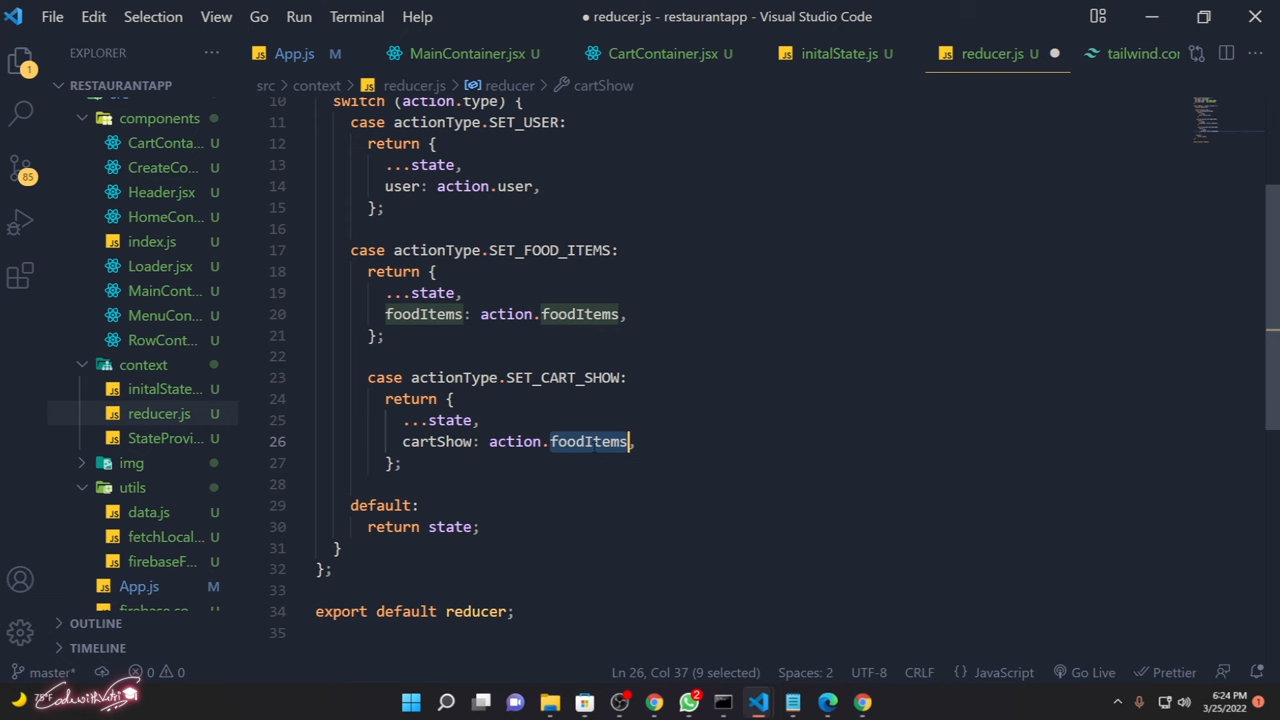 File Edit Selection View Go Run Terminal Help
● reducer.js - restaurantapp - Visual Studio Code
EXPLORER ...
App.js M
MainContainer.jsx U
CartContainer.jsx U
initalState.js U
reducer.js U ●
tailwind.cor
RESTAURANTAPP
src > context > reducer.js > reducer > cartShow
components
CartConta... U
CreateCo... U
Header.jsx U
HomeCon... U
index.js U
Loader.jsx U
MainCont... U
MenuCon... U
RowCont... U
context
initalState... U
reducer.js U
StateProvi... U
img
utils
data.js U
fetchLocal... U
firebaseF... U
App.js M
OUTLINE
TIMELINE
1
85
10 switch (action.type) {
11 case actionType.SET_USER:
12 return {
13 ...state,
14 user: action.user,
15 };
16
17 case actionType.SET_FOOD_ITEMS:
18 return {
19 ...state,
20 foodItems: action.foodItems,
21 };
22
23 case actionType.SET_CART_SHOW:
24 return {
25 ...state,
26 cartShow: action.foodItems,
27 };
28
29 default:
30 return state;
31 }
32 };
33
34 export default reducer;
35
master* 0 0 Ln 26, Col 37 (9 selected) Spaces: 2 UTF-8 CRLF {} JavaScript Go Live Prettier
2
6:24 PM
3/25/2022
1